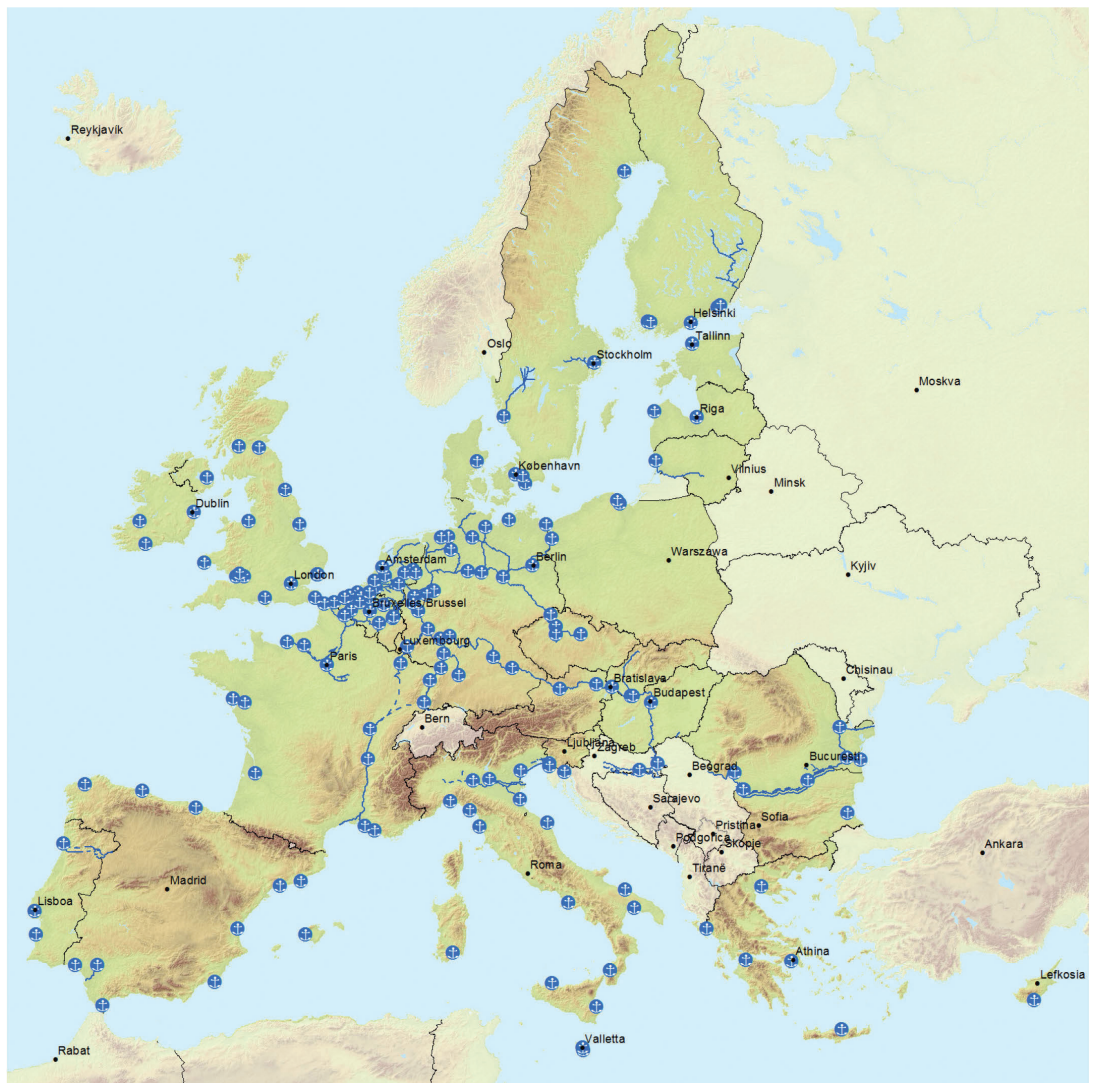 Reykjavík
Helsinki
Tallinn
Oslo
Stockholm
Moskva
Riga
København
Vilnius
Minsk
Dublin
Amsterdam
Berlin
Warszawa
Kyjiv
London
Bruxelles/Brussel
Luxembourg
Paris
Chisinau
Bratislava
Budapest
Bern
Ljubljana
Zagreb
Bucuresti
Beograd
Sarajevo
Pristina
Sofia
Podgorica
Skopje
Ankara
Roma
Tiranë
Madrid
Lisboa
Athina
Lefkosia
Valletta
Rabat